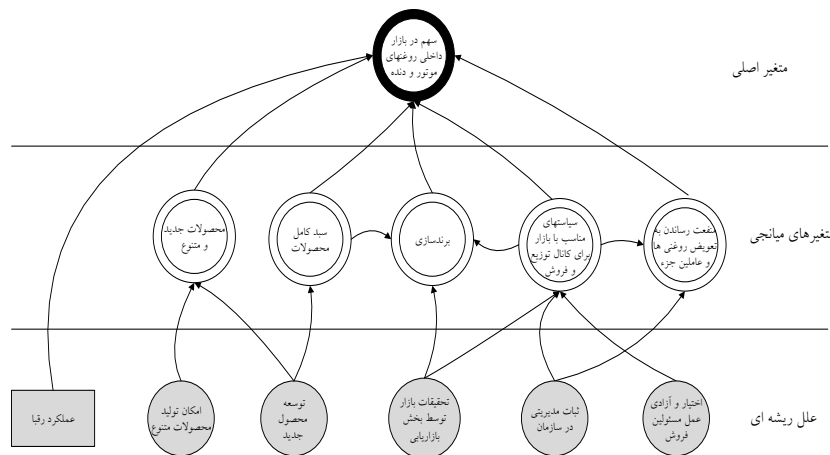 سهم در بازار
داخلی روغنهای
موتور و دنده
متغیر اصلی
منفعت رساندن به
تعویض روغنی ها
و عاملین جزء
سیاستهای
مناسب با بازار
برای کانال توزیع
و فروش
برندسازی
سبد کامل
محصولات
محصولات جدید
و متنوع
متغیرهای میانجی
اختیار و آزادی
عمل مسئولین
فروش
ثبات مدیریتی
در سازمان
تحقیقات بازار
توسط بخش
بازاریابی
توسعه
محصول
جدید
امکان تولید
محصولات متنوع
عملکرد رقبا
علل ریشه ای